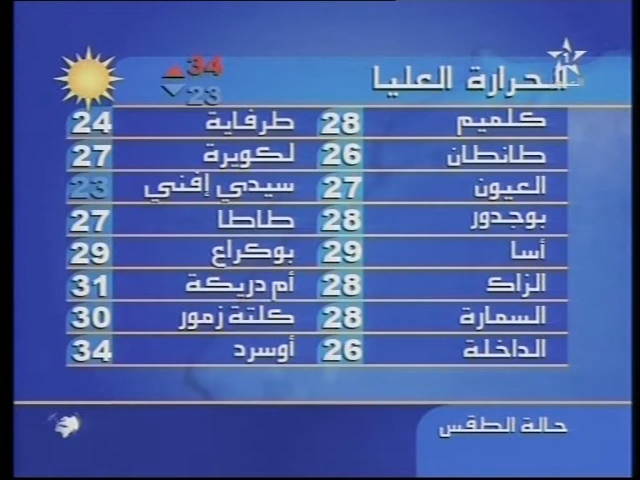 الحرارة العليا
34
23
كلميم 28 طرفاية 24
طانطان 26 لكويرة 27
العيون 27 سيدي إفني 23
بوجدور 28 طاطا 27
أسا 29 بوكراع 29
الزاك 28 أم دريكة 31
السمارة 28 كلتة زمور 30
الداخلة 26 أوسرد 34
حالة الطقس